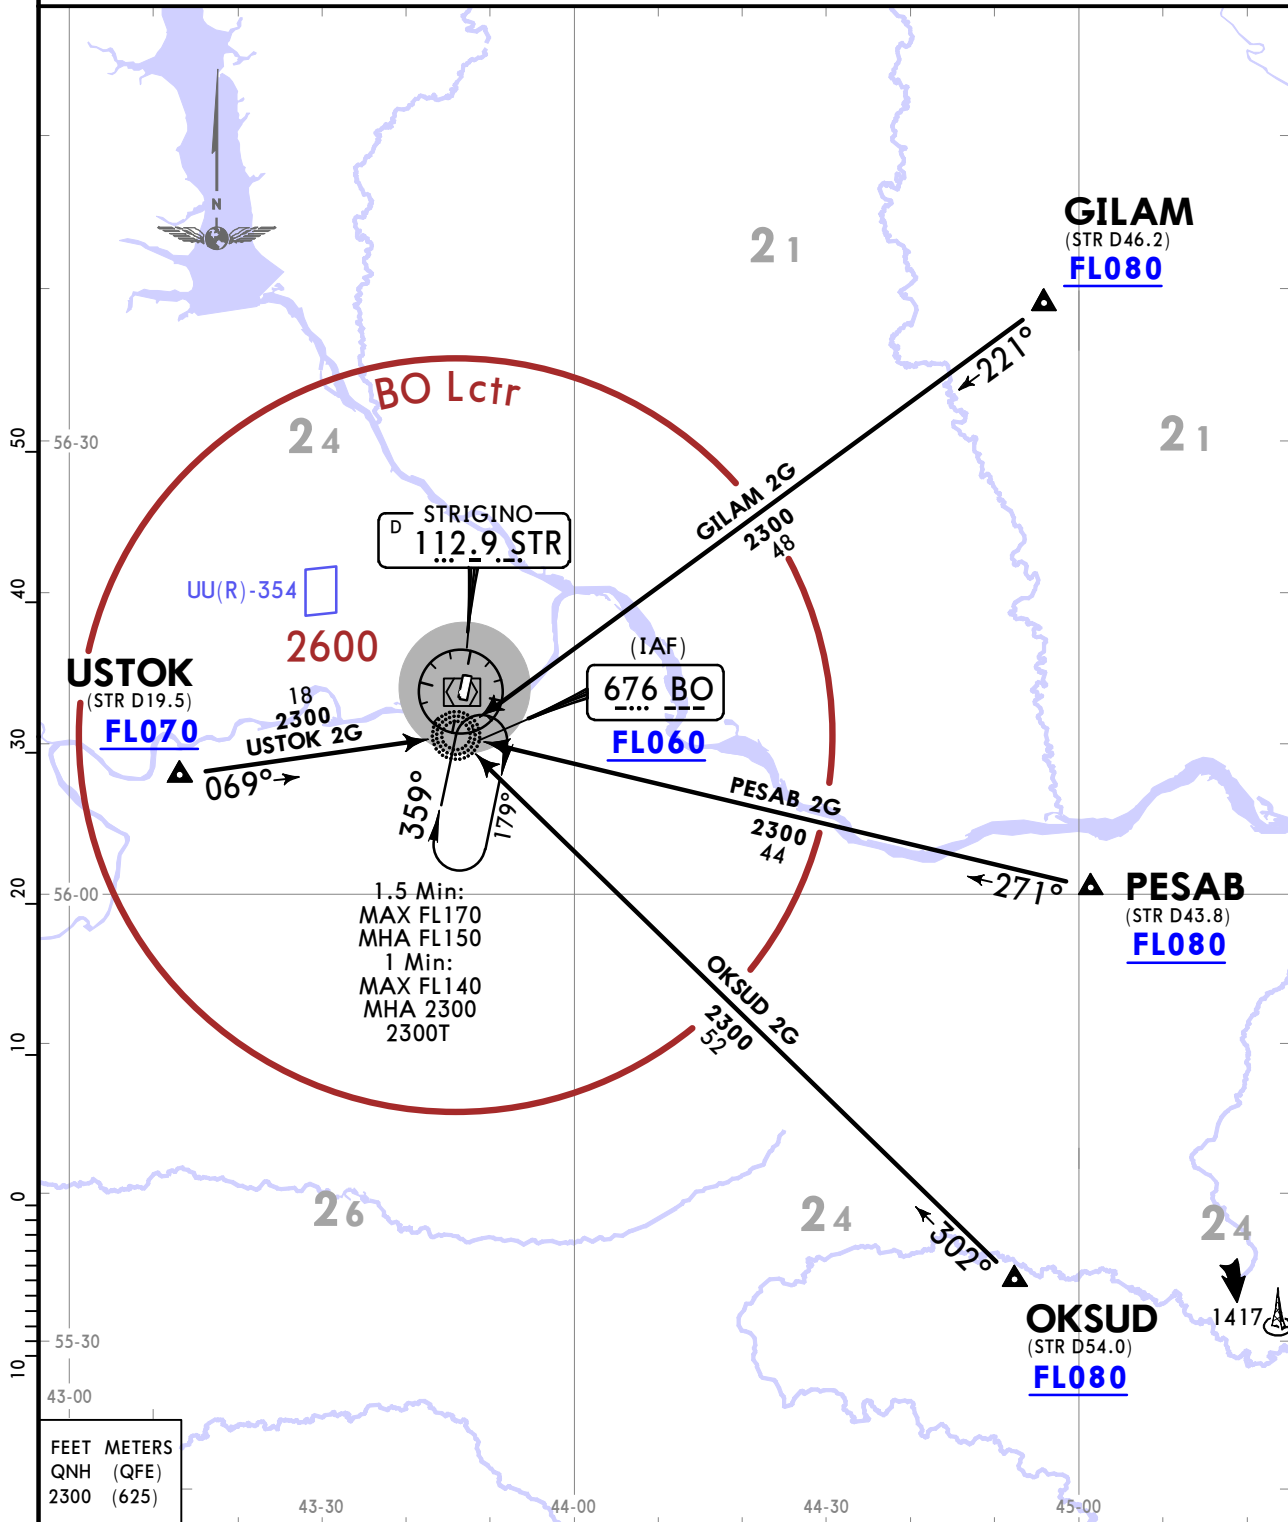 N
GILAM
(STR D46.2)
FL080
21
221°
BO Lctr
24
56-30
21
50
GILAM 2G
2300
48
STRIGINO
D 112.9 STR
UU(R)-354
40
2600
(IAF)
676 BO
FL060
USTOK
(STR D19.5)
FL070
18
2300
USTOK 2G
069°
30
359°
179°
PESAB 2G
2300
44
271°
PESAB
(STR D43.8)
FL080
20
56-00
1.5 Min:
MAX FL170
MHA FL150
1 Min:
MAX FL140
MHA 2300
2300T
OKSUD 2G
2300
52
10
0
26
24
24
302°
1417
OKSUD
(STR D54.0)
FL080
10
55-30
43-00
FEET METERS
QNH (QFE)
2300 (625)
43-30
44-00
44-30
45-00